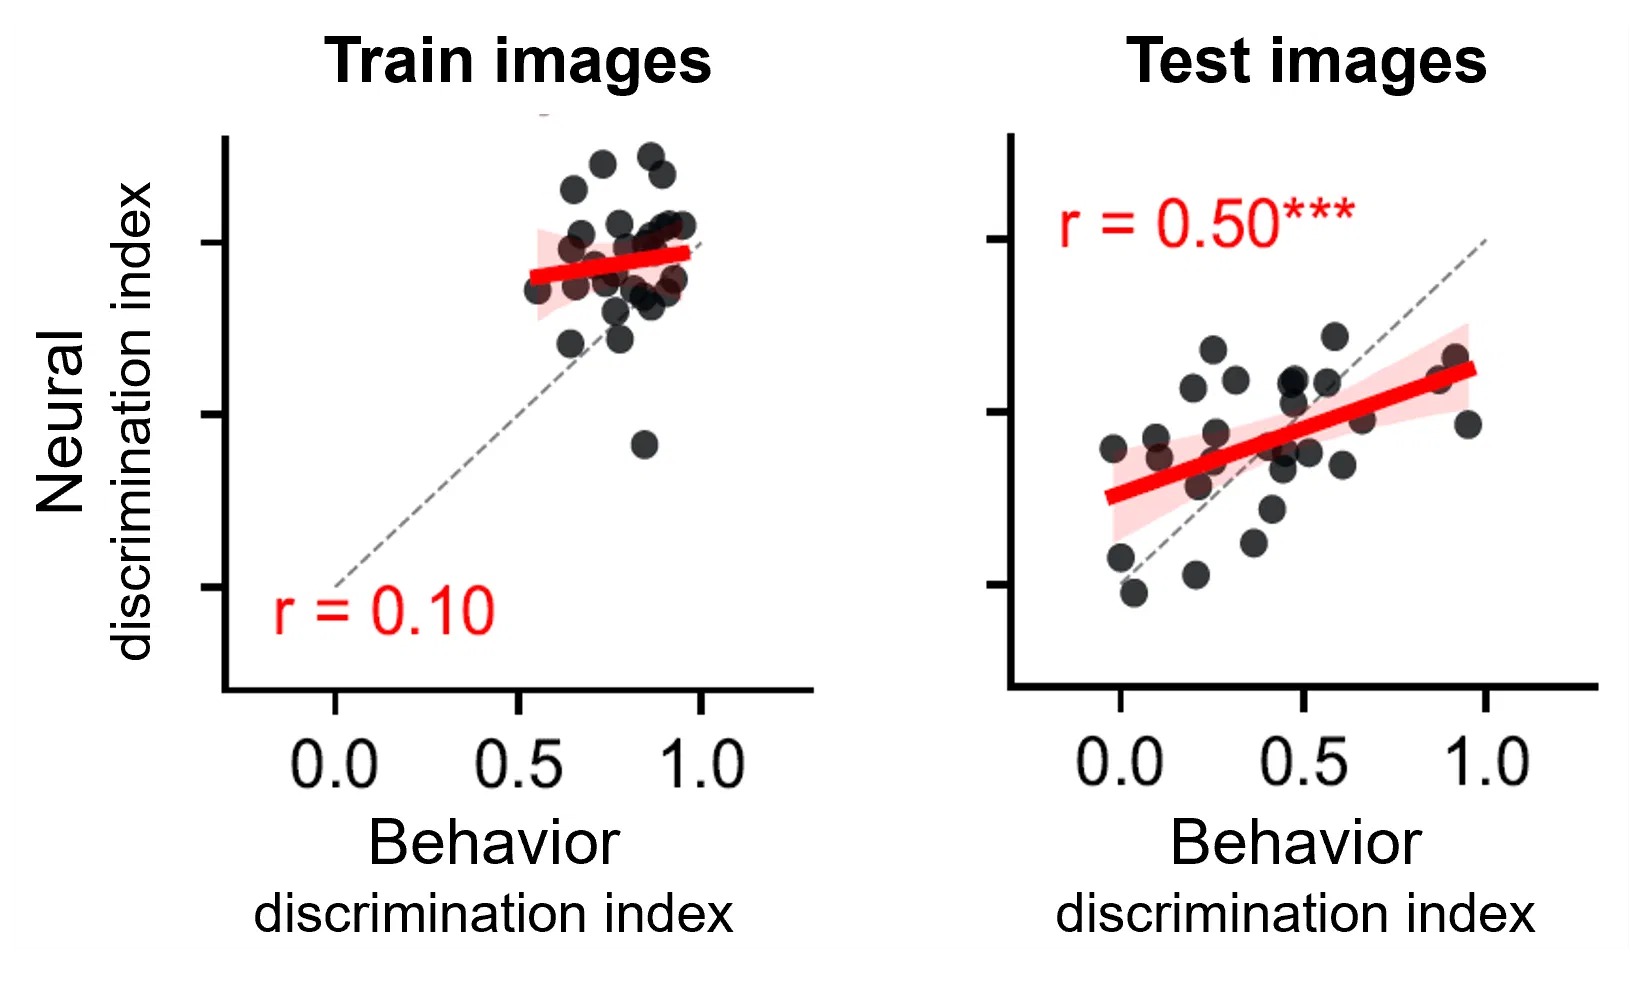 Train images
Test images
Neural
discrimination index
r = 0.10
r = 0.50***
0.0 0.5 1.0
0.0 0.5 1.0
Behavior
discrimination index
Behavior
discrimination index